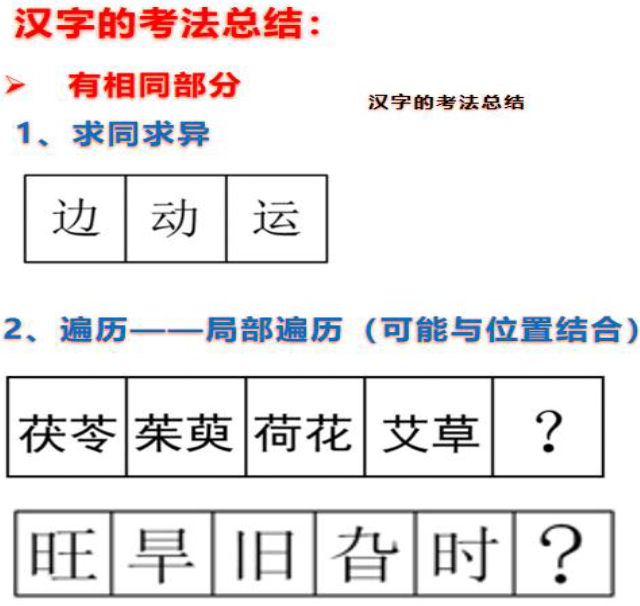 汉字的考法总结：
➢ 有相同部分
汉字的考法总结
1、求同求异
边 动 运
2、遍历——局部遍历（可能与位置结合）
茯苓 茱萸 荷花 艾草 ？
旺 旱 旧 旮 时 ？